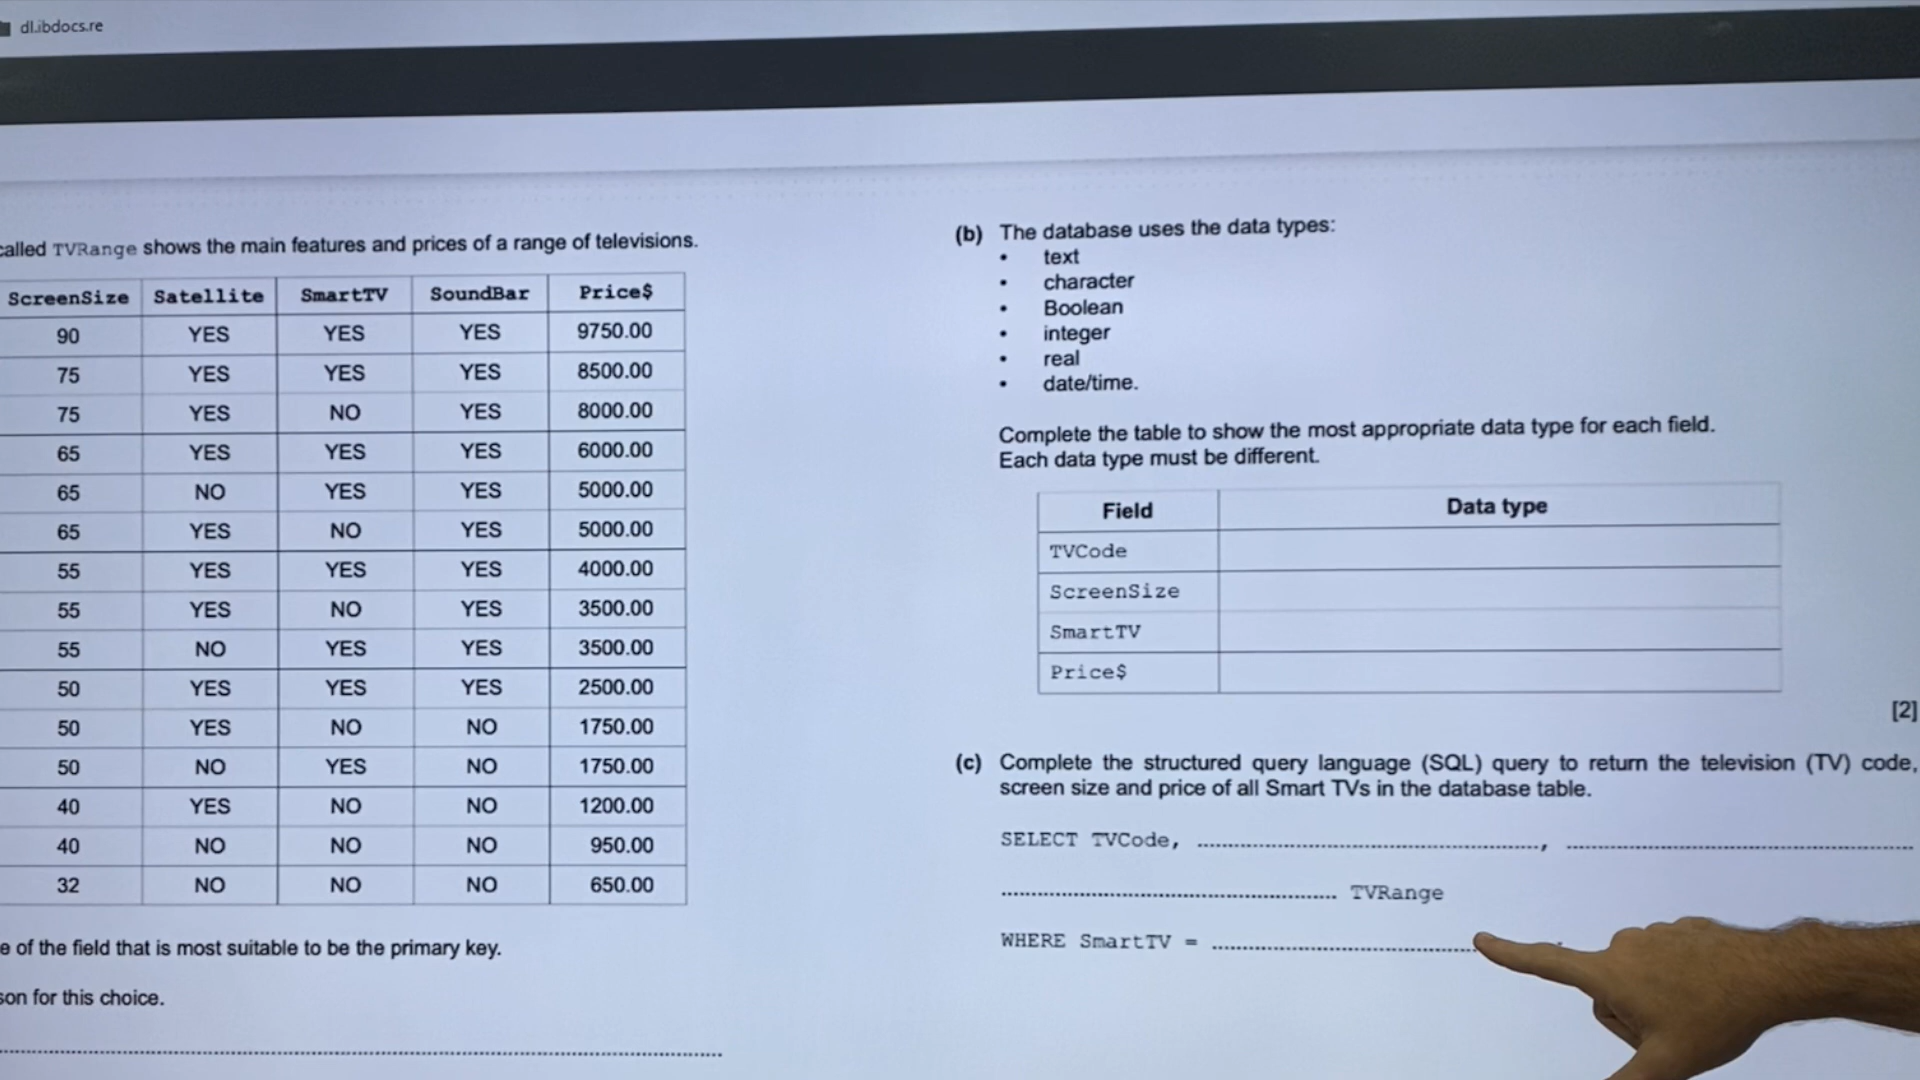 dl.ibdocs.re
called TVRange shows the main features and prices of a range of televisions.
ScreenSize Satellite SmartTV SoundBar Price$
90 YES YES YES 9750.00
75 YES YES YES 8500.00
75 YES NO YES 8000.00
65 YES YES YES 6000.00
65 NO YES YES 5000.00
65 YES NO YES 5000.00
55 YES YES YES 4000.00
55 YES NO YES 3500.00
55 NO YES YES 3500.00
50 YES YES YES 2500.00
50 YES NO NO 1750.00
50 NO YES NO 1750.00
40 YES NO NO 1200.00
40 NO NO NO 950.00
32 NO NO NO 650.00
e of the field that is most suitable to be the primary key.
son for this choice.
(b) The database uses the data types:
• text
• character
• Boolean
• integer
• real
• date/time.
Complete the table to show the most appropriate data type for each field.
Each data type must be different.
Field Data type
TVCode
ScreenSize
SmartTV
Price$
[2]
(c) Complete the structured query language (SQL) query to return the television (TV) code,
screen size and price of all Smart TVs in the database table.
SELECT TVCode, ........................................ , ........................................
........................................ TVRange
WHERE SmartTV = ........................................